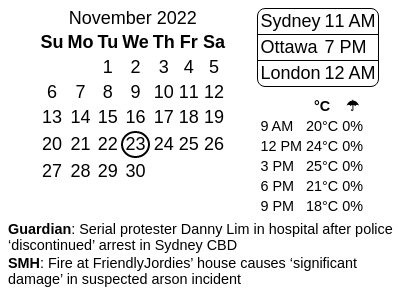 November 2022
Su Mo Tu We Th Fr Sa
1 2 3 4 5
6 7 8 9 10 11 12
13 14 15 16 17 18 19
20 21 22 23 24 25 26
27 28 29 30
Sydney 11 AM
Ottawa 7 PM
London 12 AM
°C ☂
9 AM 20°C 0%
12 PM 24°C 0%
3 PM 25°C 0%
6 PM 21°C 0%
9 PM 18°C 0%
Guardian: Serial protester Danny Lim in hospital after police
‘discontinued’ arrest in Sydney CBD
SMH: Fire at FriendlyJordies’ house causes ‘significant
damage’ in suspected arson incident